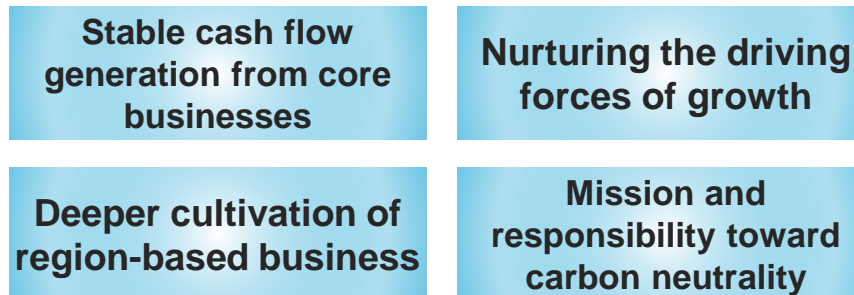 Stable cash flow
generation from core
businesses
Nurturing the driving
forces of growth
Deeper cultivation of
region-based business
Mission and
responsibility toward
carbon neutrality